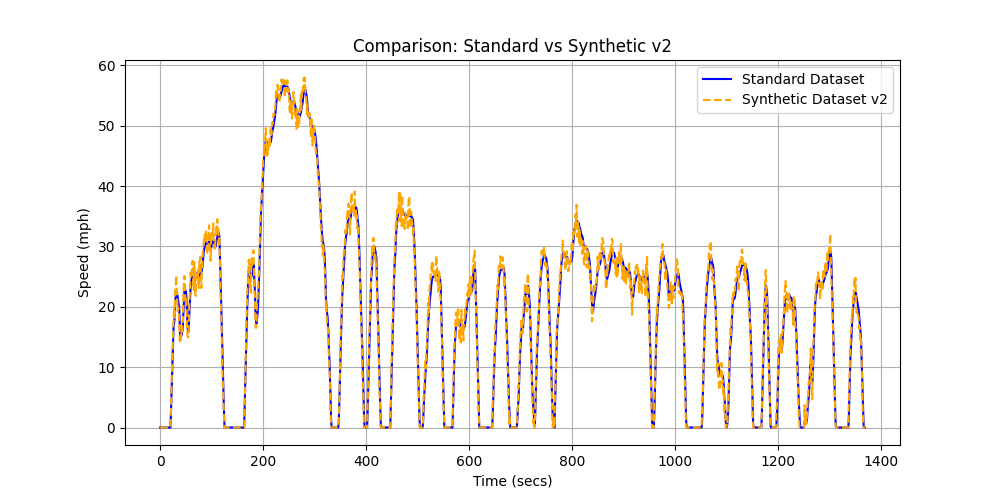 Comparison: Standard vs Synthetic v2
Standard Dataset
Synthetic Dataset v2
Speed (mph)
60
50
40
30
20
10
0
0 200 400 600 800 1000 1200 1400
Time (secs)